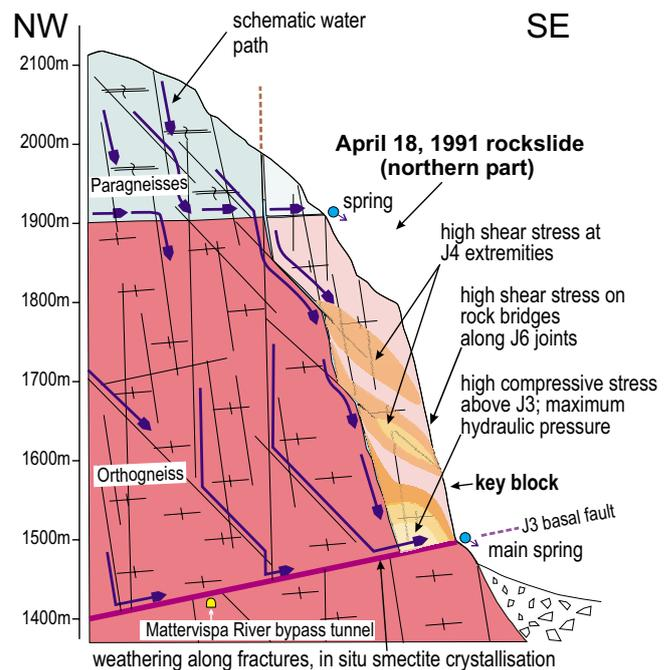 NW
SE
schematic water
path
2100m
2000m
1900m
1800m
1700m
1600m
1500m
1400m
April 18, 1991 rockslide
(northern part)
Paragneisses
spring
high shear stress at
J4 extremities
high shear stress on
rock bridges
along J6 joints
high compressive stress
above J3; maximum
hydraulic pressure
Orthogneiss
key block
J3 basal fault
main spring
Mattervispa River bypass tunnel
weathering along fractures, in situ smectite crystallisation